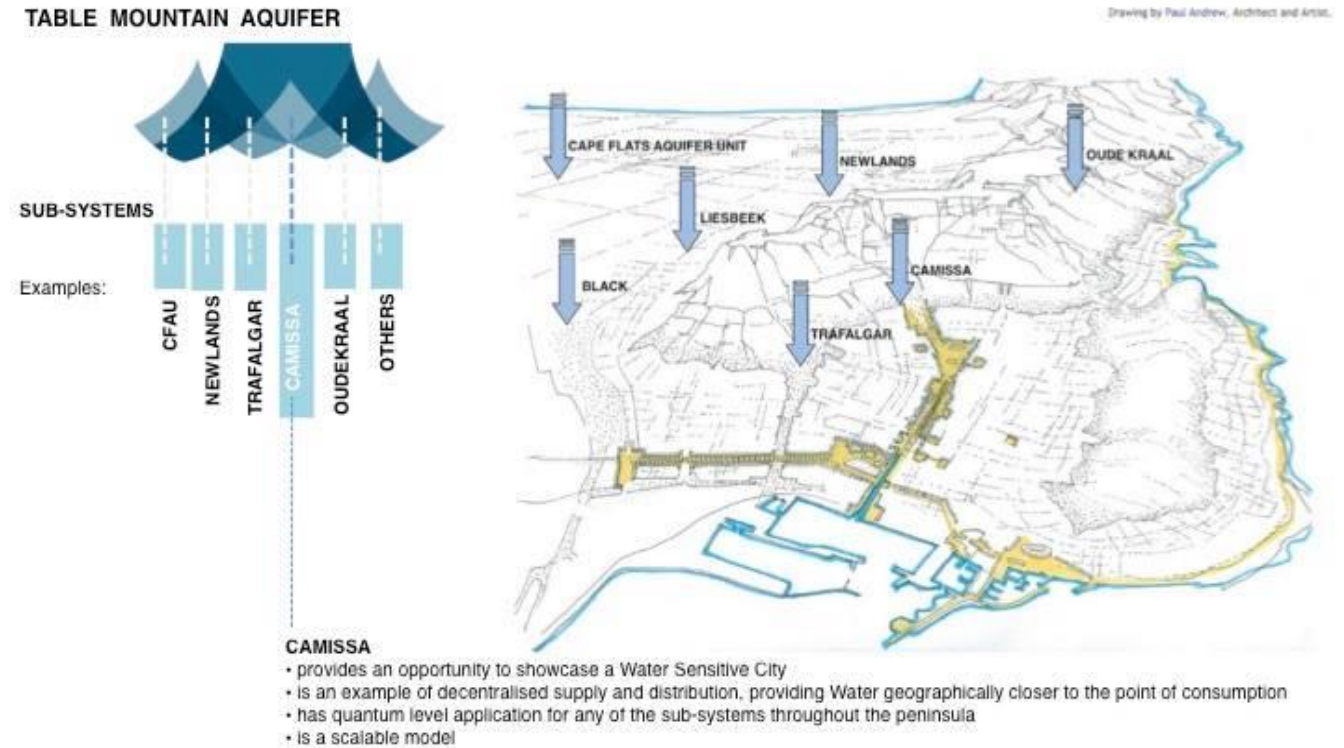 TABLE MOUNTAIN AQUIFER
Drawing by Paul Andrew, Architect and Artist.
SUB-SYSTEMS
Examples:
CFAU
NEWLANDS
TRAFALGAR
CAMISSA
OUDEKRAAL
OTHERS
CAPE FLATS AQUIFER UNIT
NEWLANDS
OUDE KRAAL
LIESBEEK
CAMISSA
BLACK
TRAFALGAR
CAMISSA
• provides an opportunity to showcase a Water Sensitive City
• is an example of decentralised supply and distribution, providing Water geographically closer to the point of consumption
• has quantum level application for any of the sub-systems throughout the peninsula
• is a scalable model